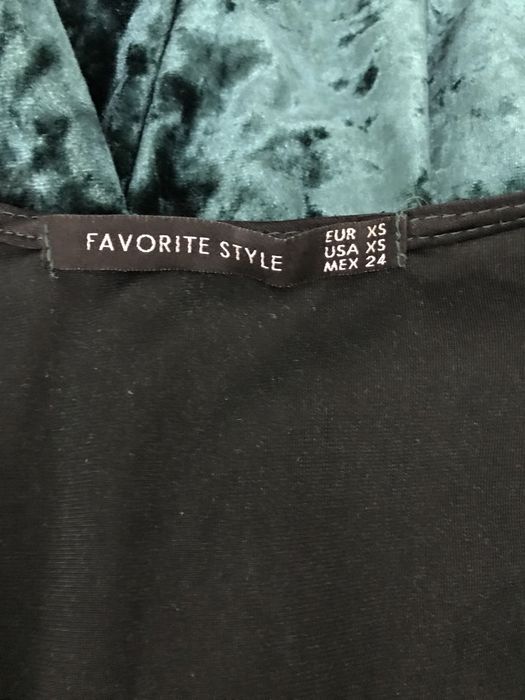 FAVORITE STYLE
EUR XS
USA XS
MEX 24